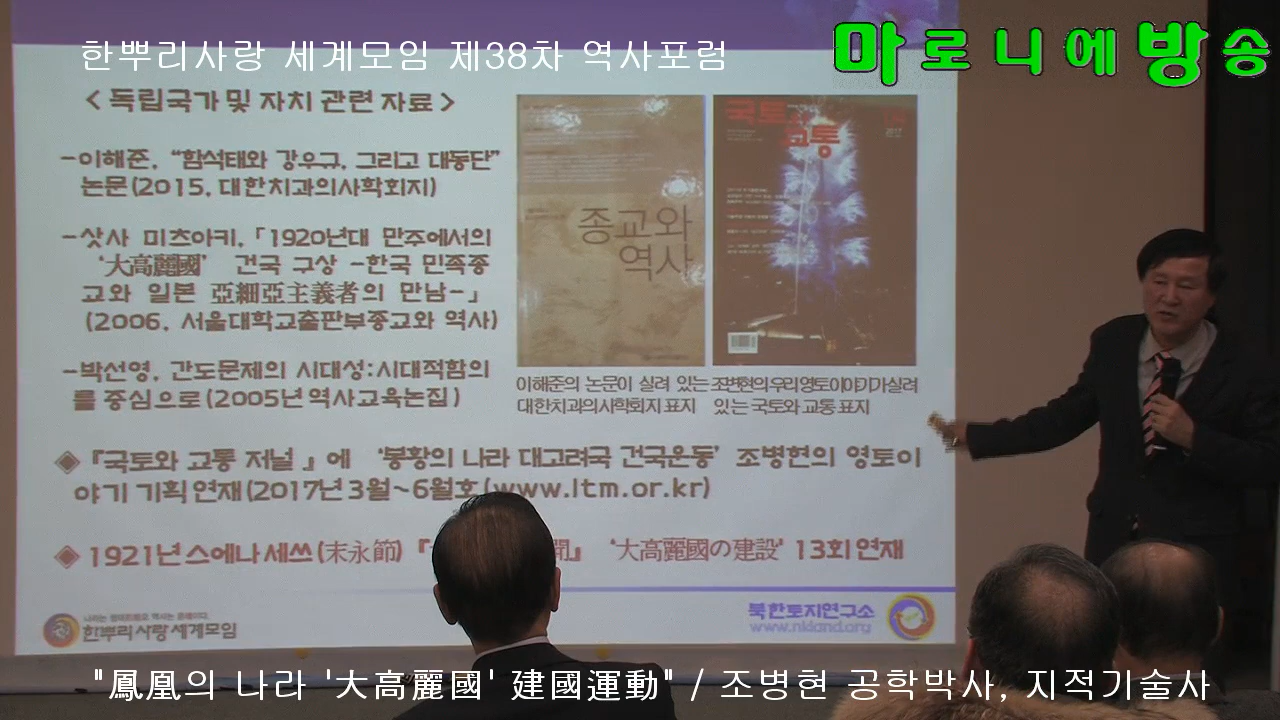 한뿌리사랑 세계모임 제38차 역사포럼
마로니에방송
< 독립국가 및 자치 관련 자료 >
-이해준, “함석태와 강우규, 그리고 대동단”
논문(2015, 대한치과의사학회지)
-삿사 미츠아키,「1920년대 만주에서의
‘大高麗國’ 건국 구상 -한국 민족종
교와 일본 亞細亞主義者의 만남-」
(2006, 서울대학교출판부종교와 역사)
-박선영, 간도문제의 시대성:시대적함의
를 중심으로(2005년 역사교육논집)
종교와
역사
국토와
교통
이해준의 논문이 실려 있는
대한치과의사학회지 표지
조병현의 우리 영토이야기가 실려
있는 국토와 교통 표지
◈『국토와 교통 저널 』에 ‘봉황의 나라 대고려국 건국운동’ 조병현의 영토이
야기 기획 연재(2017년 3월~6월호(www.ltm.or.kr)
◈ 1921년 스에나세쓰(末永節)『 聞』 ‘大高麗國の建設’ 13회 연재
한뿌리사랑세계모임
북한토지연구소
www.nkland.org
"鳳凰의 나라 '大高麗國' 建國運動" / 조병현 공학박사, 지적기술사